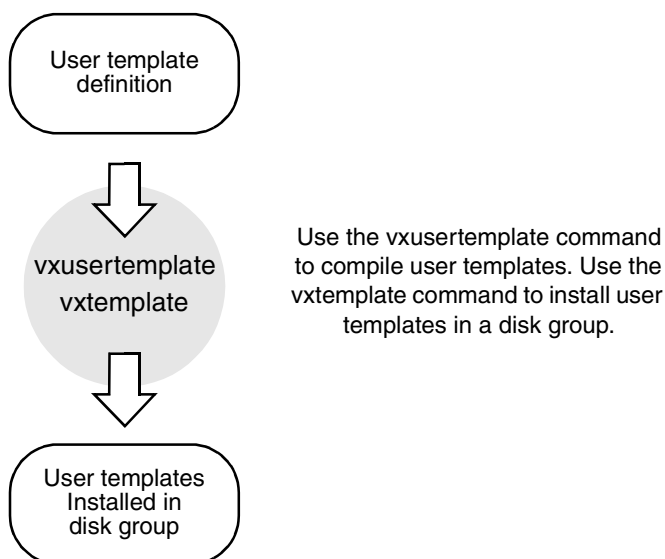 User template
definition
vxusertemplate
vxtemplate
Use the vxusertemplate command
to compile user templates. Use the
vxtemplate command to install user
templates in a disk group.
User templates
Installed in
disk group